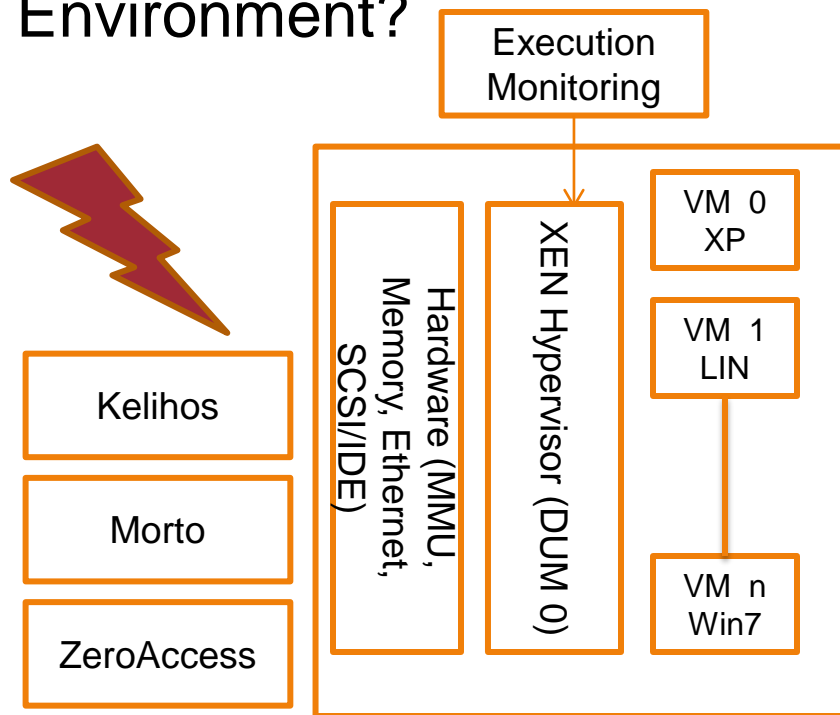 Environment?
Execution
Monitoring
Kelihos
Morto
ZeroAccess
Hardware (MMU,
Memory, Ethernet,
SCSI/IDE)
XEN Hypervisor (DUM 0)
VM 0
XP
VM 1
LIN
VM n
Win7